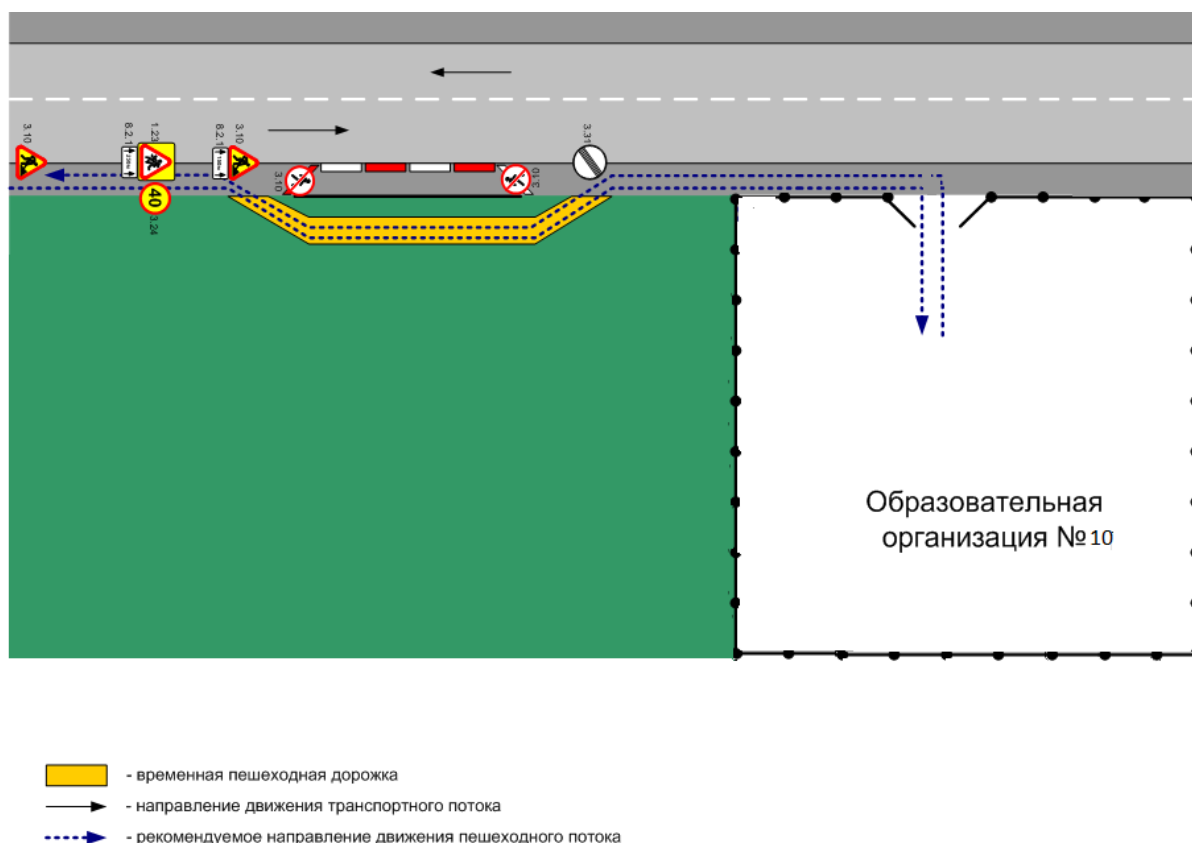 3.10
8.2.1
1.23
8.2.1
3.10
3.31
40
3.24
3.10
3.10
Образовательная
организация №10
- временная пешеходная дорожка
- направление движения транспортного потока
- рекомендуемое направление движения пешеходного потока